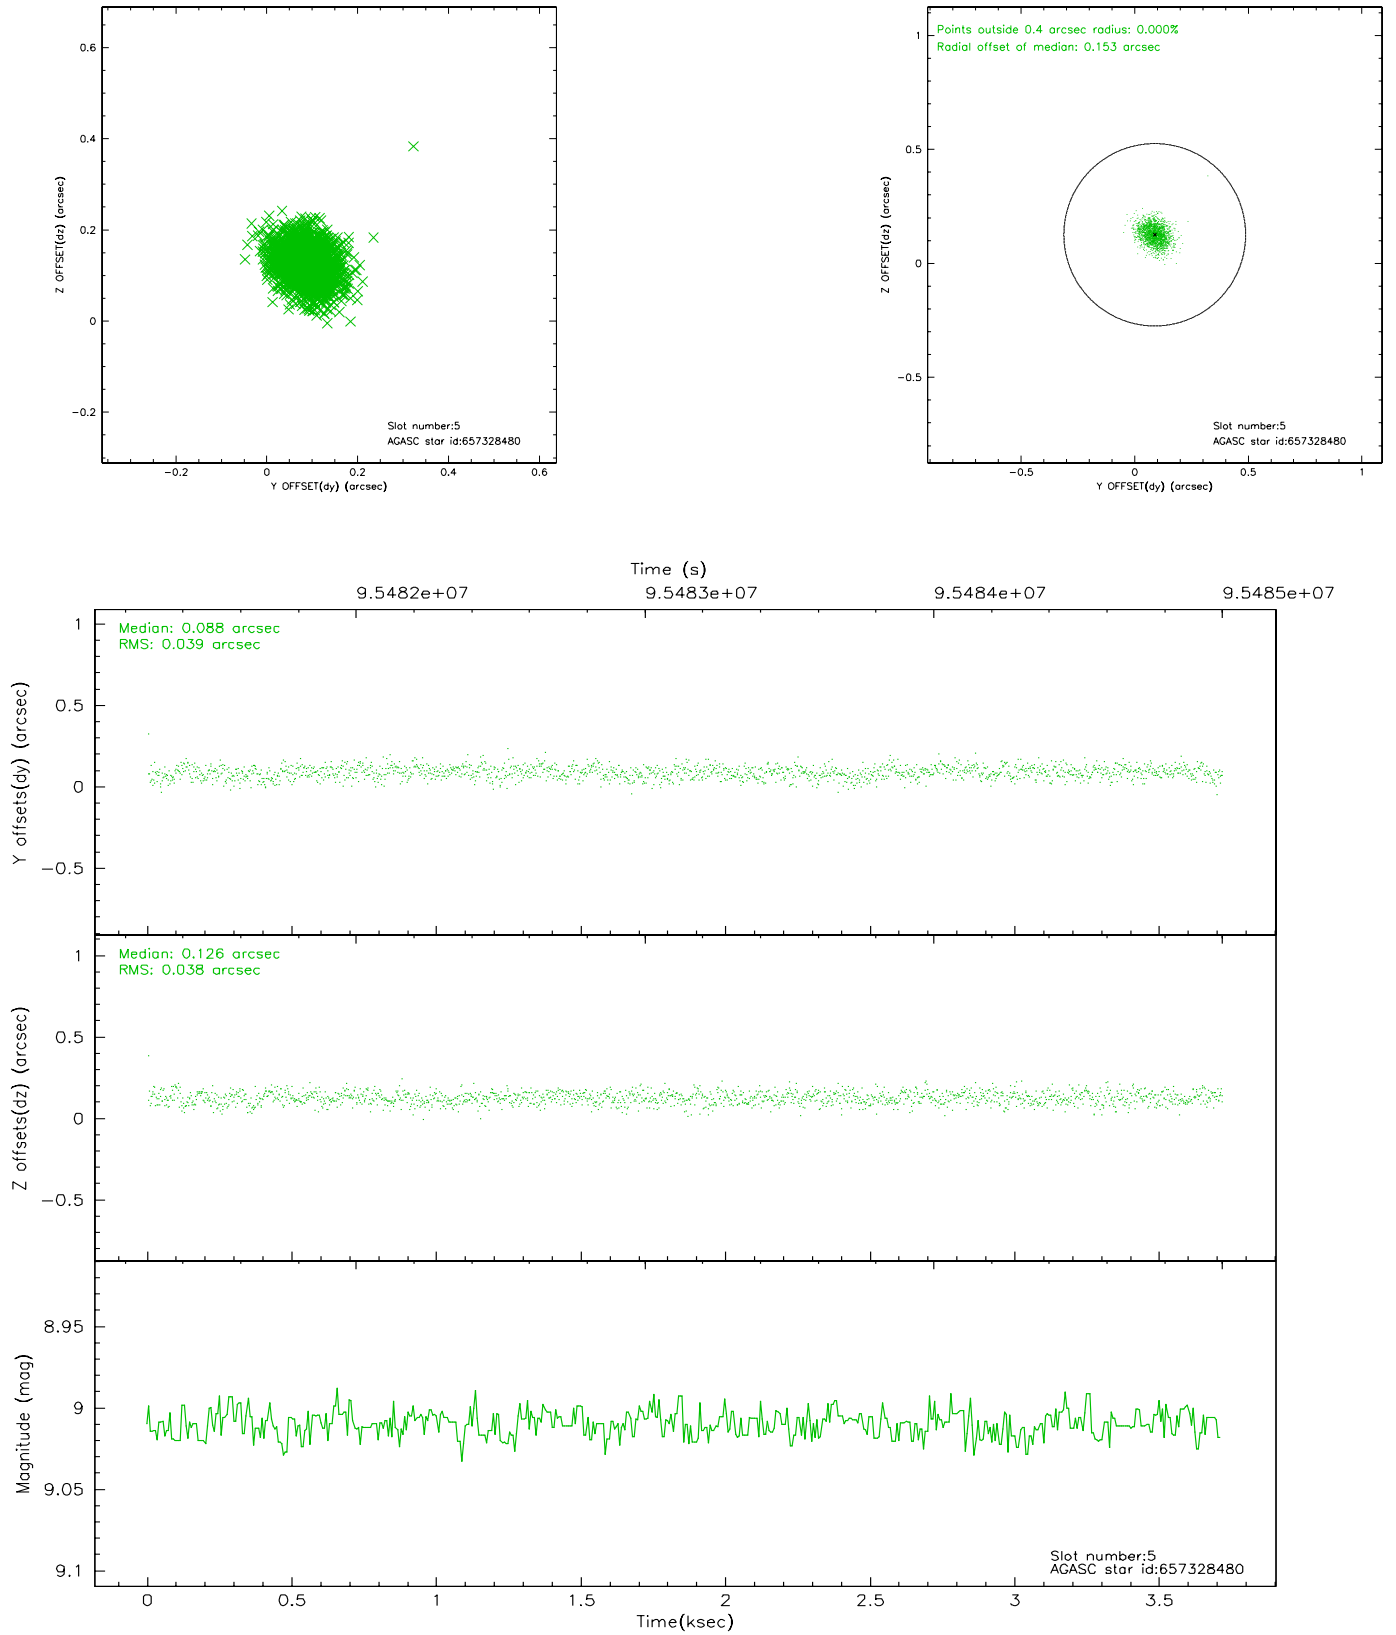 0.6
0.4
0.2
0
−0.2
Z OFFSET(dz) (arcsec)
Slot number:5
AGASC star id:657328480
−0.2 0 0.2 0.4 0.6
Y OFFSET(dy) (arcsec)
Points outside 0.4 arcsec radius: 0.000%
Radial offset of median: 0.153 arcsec
1
0.5
0
−0.5
Z OFFSET(dz) (arcsec)
Slot number:5
AGASC star id:657328480
−0.5 0 0.5 1
Y OFFSET(dy) (arcsec)
Time (s)
9.5482e+07 9.5483e+07 9.5484e+07 9.5485e+07
Median: 0.088 arcsec
RMS: 0.039 arcsec
1
0.5
0
−0.5
Y offsets(dy) (arcsec)
Median: 0.126 arcsec
RMS: 0.038 arcsec
1
0.5
0
−0.5
Z offsets(dz) (arcsec)
8.95
9
9.05
9.1
Magnitude (mag)
Slot number:5
AGASC star id:657328480
0 0.5 1 1.5 2 2.5 3 3.5
Time(ksec)